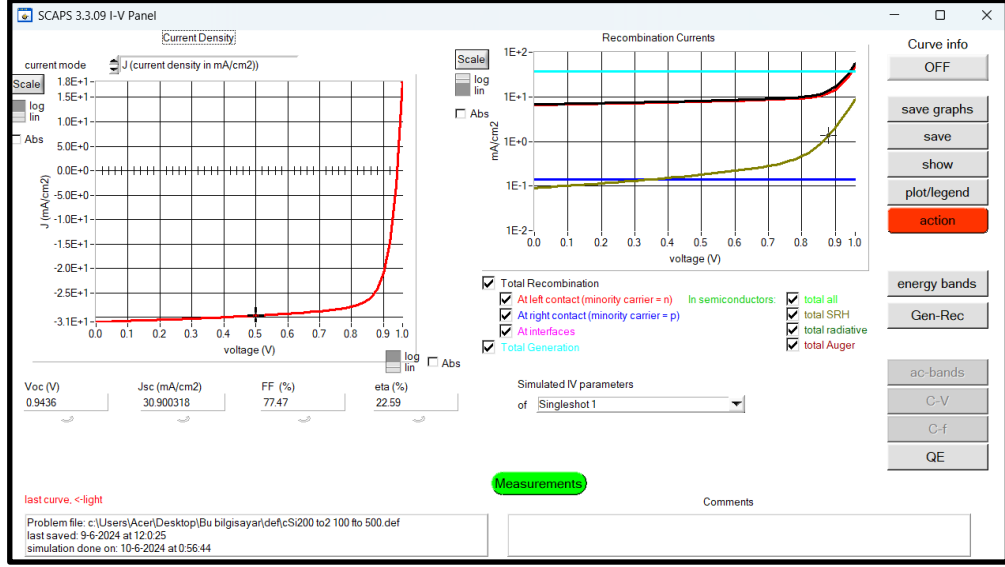 SCAPS 3.3.09 I-V Panel
Current Density
current mode
J (current density in mA/cm2))
Scale
log
lin
Abs
1.8E+1
1.5E+1
1.0E+1
5.0E+0
0.0E+0
-5.0E+0
-1.0E+1
-1.5E+1
-2.0E+1
-2.5E+1
-3.1E+1
J (mA/cm2)
0.0 0.1 0.2 0.3 0.4 0.5 0.6 0.7 0.8 0.9 1.0
voltage (V)
log
lin
Abs
Voc (V) Jsc (mA/cm2) FF (%) eta (%)
0.9436 30.900318 77.47 22.59
last curve, <-light
Problem file: c:\Users\Acer\Desktop\Bu bilgisayar\def\cSi200 to2 100 fto 500.def
last saved: 9-6-2024 at 12:0:25
simulation done on: 10-6-2024 at 0:56:44
Recombination Currents
Scale
log
lin
Abs
1E+2
1E+1
1E+0
1E-1
1E-2
mA/cm2
0.0 0.1 0.2 0.3 0.4 0.5 0.6 0.7 0.8 0.9 1.0
voltage (V)
Total Recombination
At left contact (minority carrier = n)
At right contact (minority carrier = p)
At interfaces
Total Generation
In semiconductors:
total all
total SRH
total radiative
total Auger
Simulated IV parameters
of Singleshot 1
Measurements
Comments
Curve info
OFF
save graphs
save
show
plot/legend
action
energy bands
Gen-Rec
ac-bands
C-V
C-f
QE